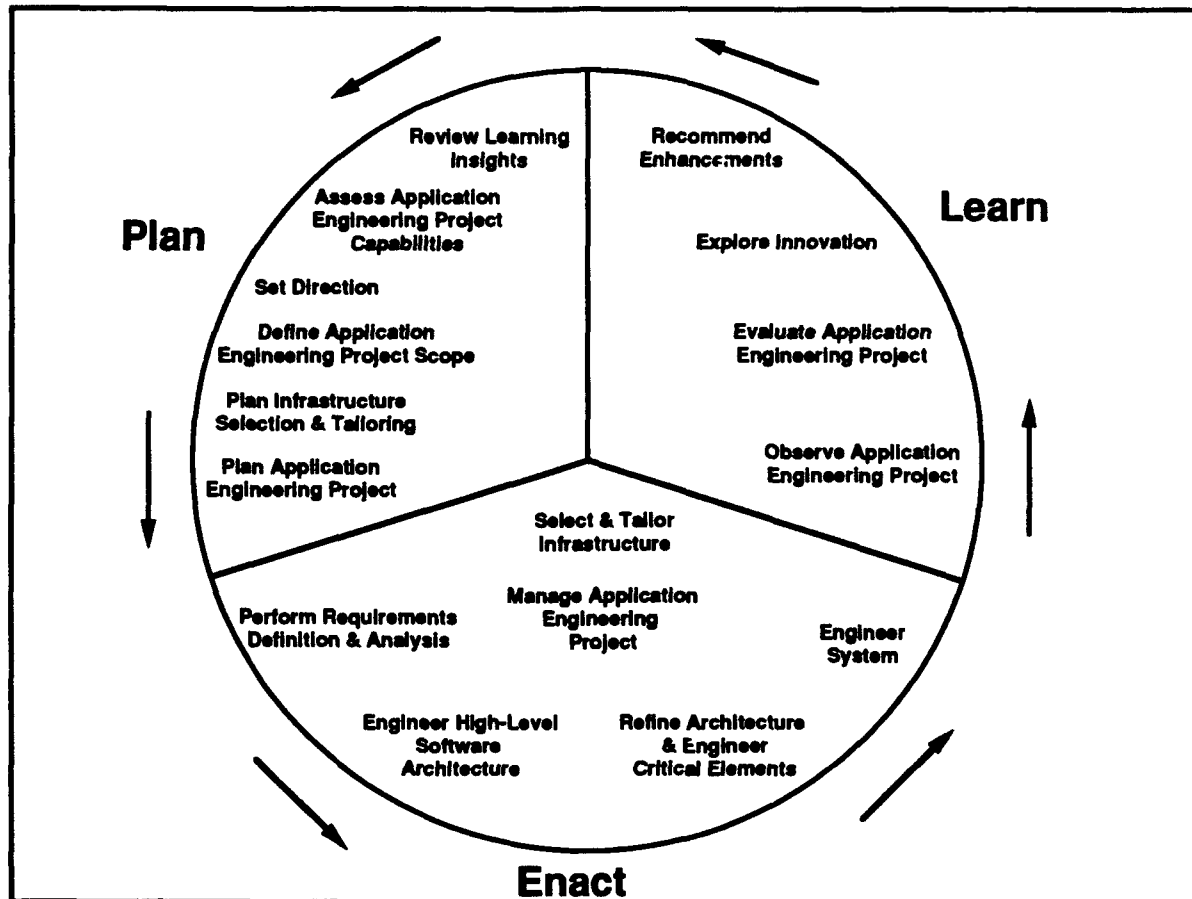 Plan
Review Learning
Insights
Assess Application
Engineering Project
Capabilities
Set Direction
Define Application
Engineering Project Scope
Plan Infrastructure
Selection & Tailoring
Plan Application
Engineering Project
Learn
Recommend
Enhancements
Explore Innovation
Evaluate Application
Engineering Project
Observe Application
Engineering Project
Select & Tailor
Infrastructure
Manage Application
Engineering
Project
Perform Requirements
Definition & Analysis
Engineer
System
Engineer High-Level
Software
Architecture
Refine Architecture
& Engineer
Critical Elements
Enact